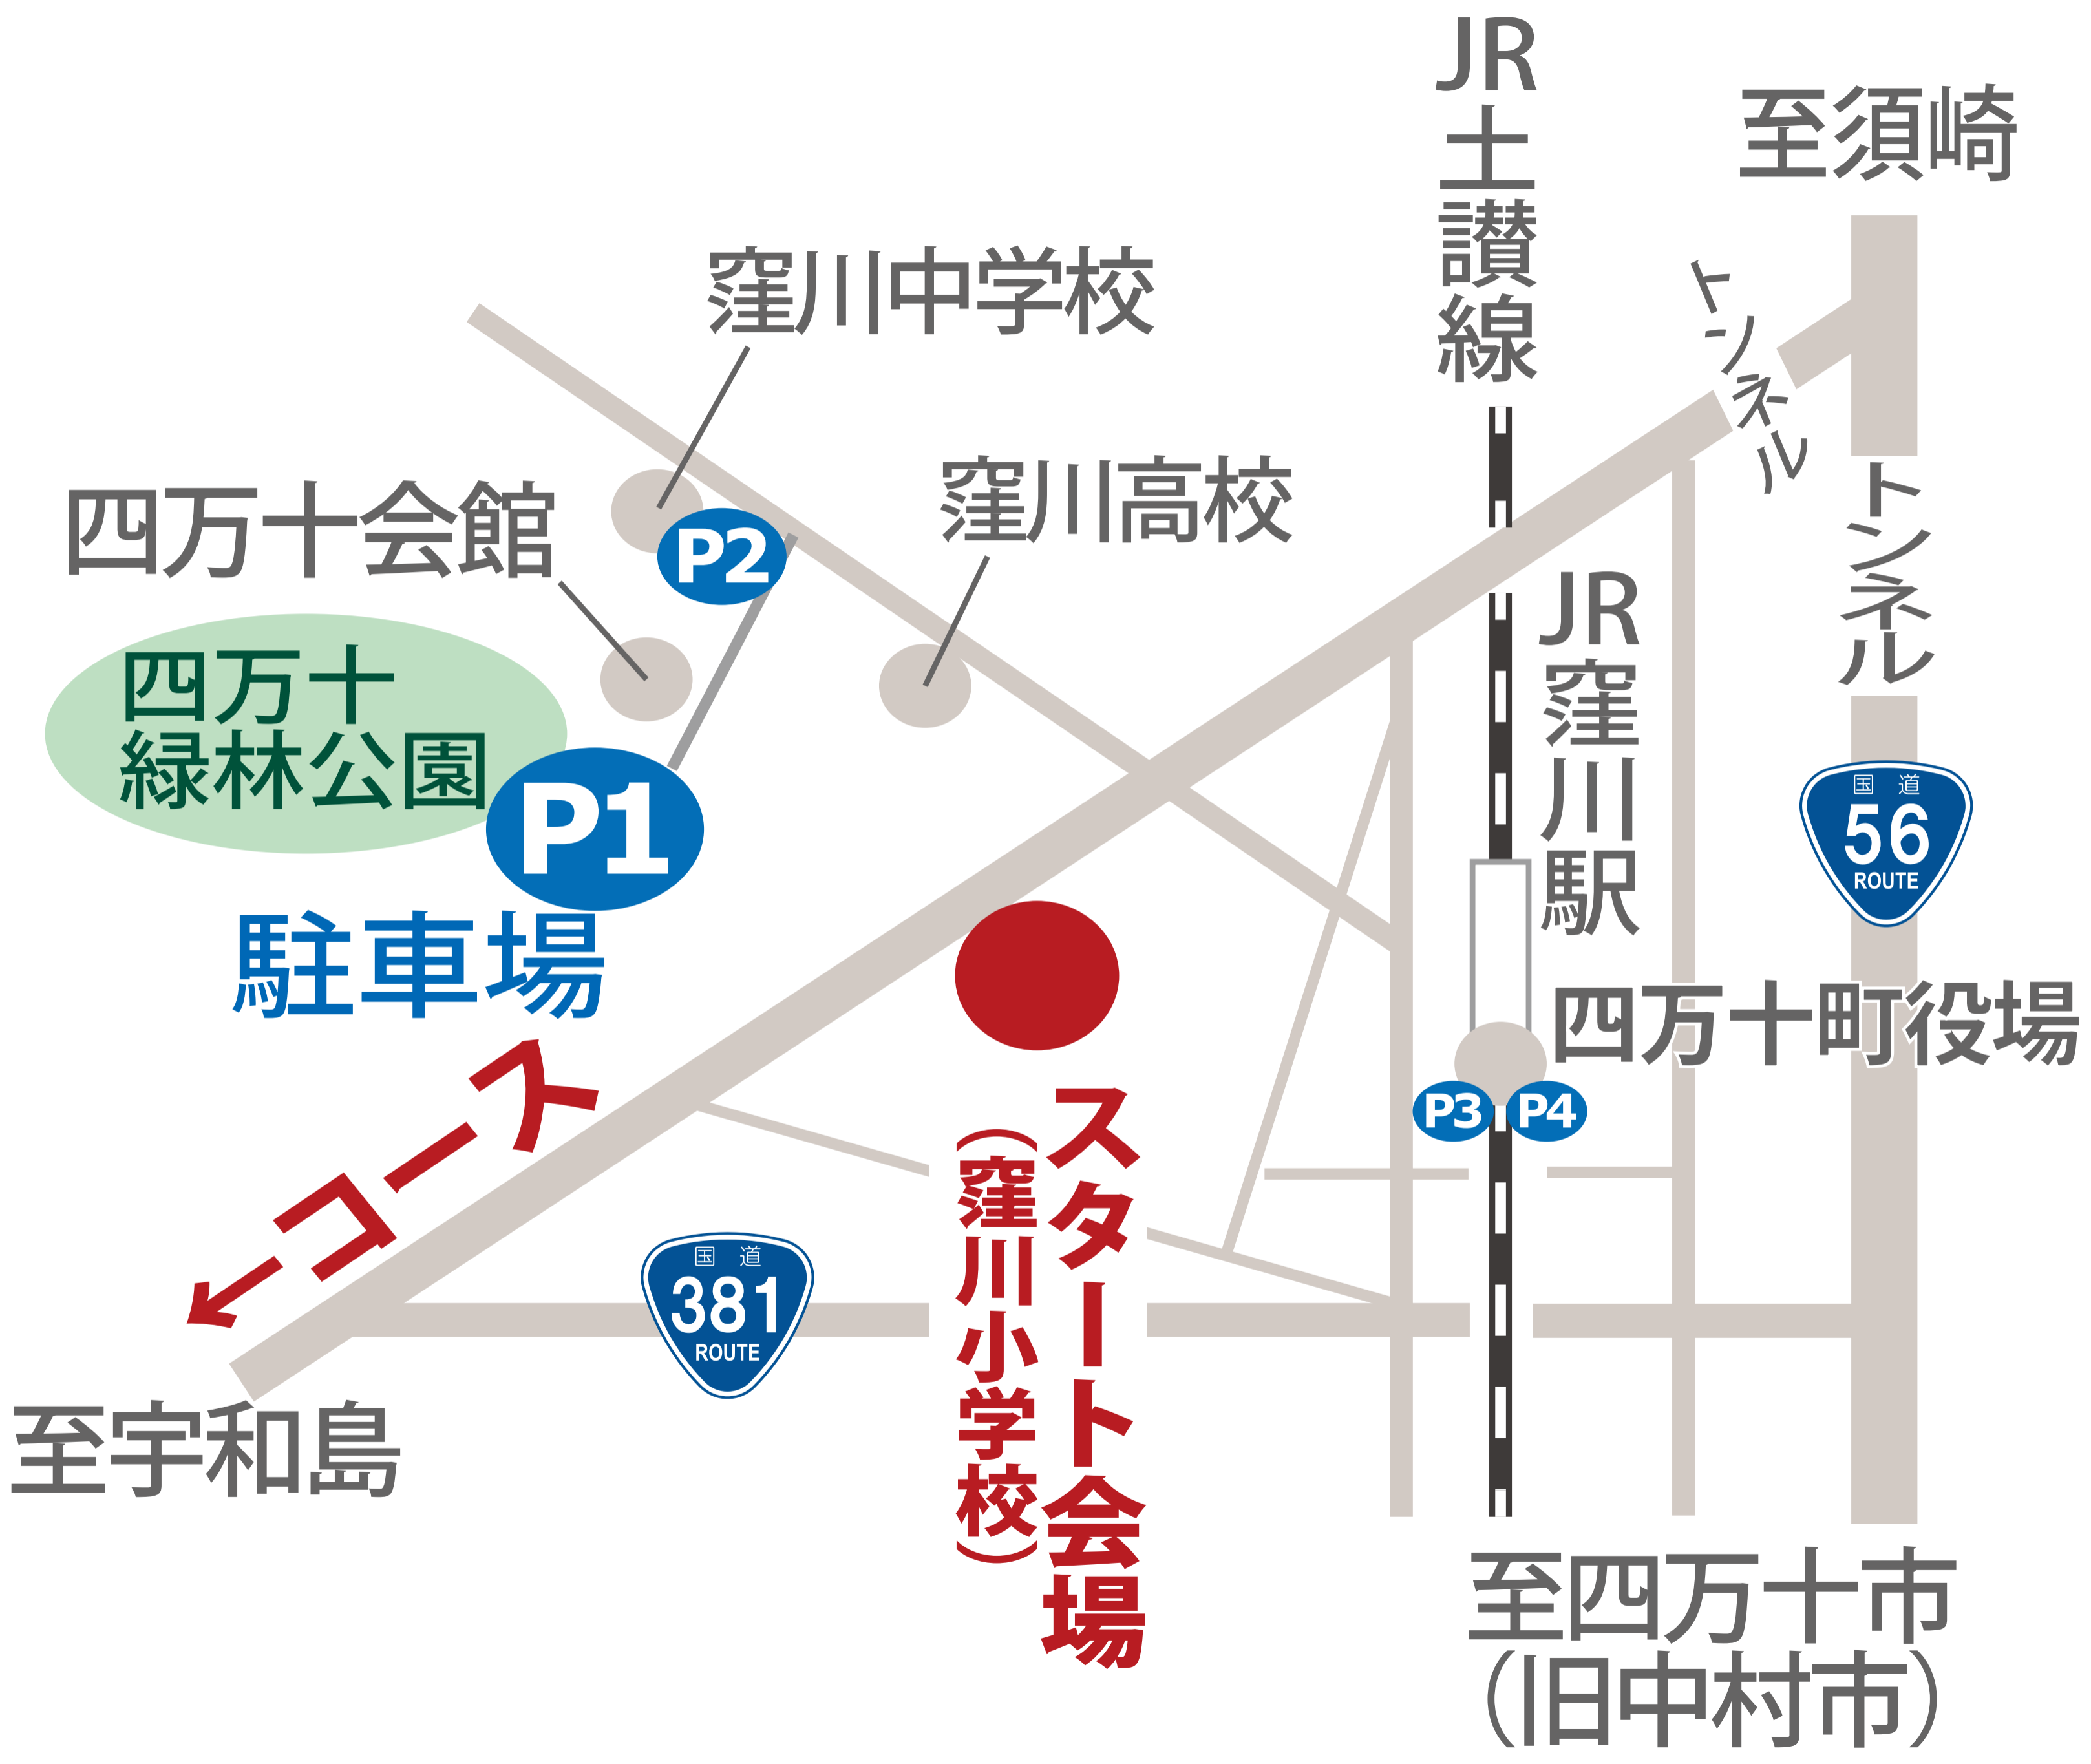 JR土讃線
至須崎
トンネル
窪川中学校
窪川高校
トンネル
四万十会館
P2
四万十
緑林公園
P1
駐車場
JR窪川駅
国道
56
ROUTE
四万十町役場
P3
P4
コース
スタート会場
（窪川小学校）
国道
381
ROUTE
至宇和島
至四万十市
（旧中村市）